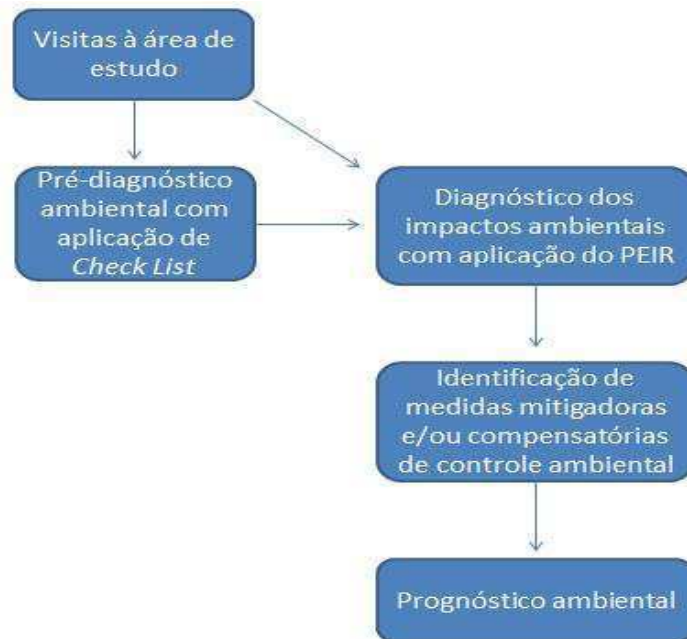 Visitas à área de
estudo
Pré-diagnóstico
ambiental com
aplicação de
Check List
Diagnóstico dos
impactos ambientais
com aplicação do PEIR
Identificação de
medidas mitigadoras
e/ou compensatórias
de controle ambiental
Prognóstico ambiental